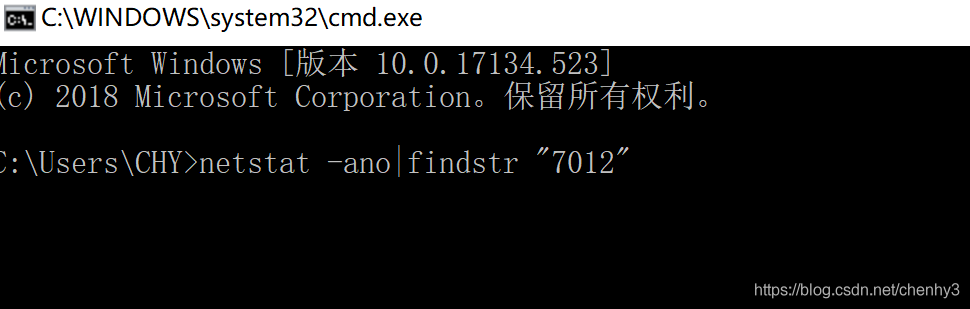 C:\WINDOWS\system32\cmd.exe
Microsoft Windows [版本 10.0.17134.523]
(c) 2018 Microsoft Corporation。保留所有权利。
C:\Users\CHY>netstat -ano|findstr "7012"
https://blog.csdn.net/chenhy3